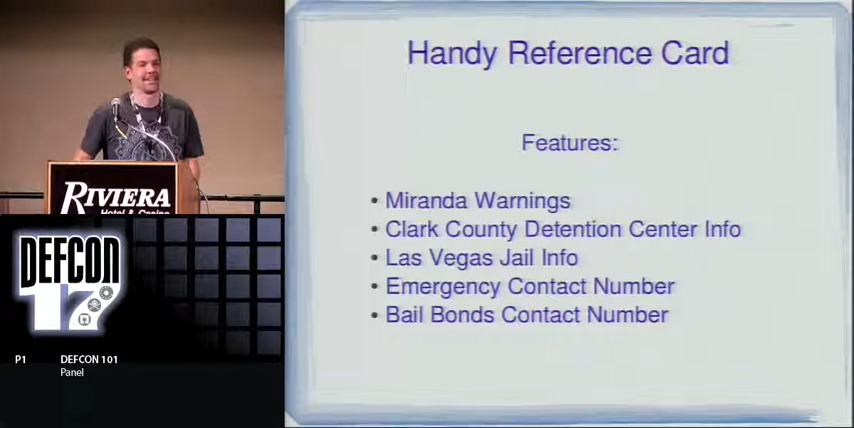 Handy Reference Card
Features:
• Miranda Warnings
• Clark County Detention Center Info
• Las Vegas Jail Info
• Emergency Contact Number
• Bail Bonds Contact Number
RIVIERA
Hotel & Casino
DEFCON
17
P1 DEFCON 101
Panel